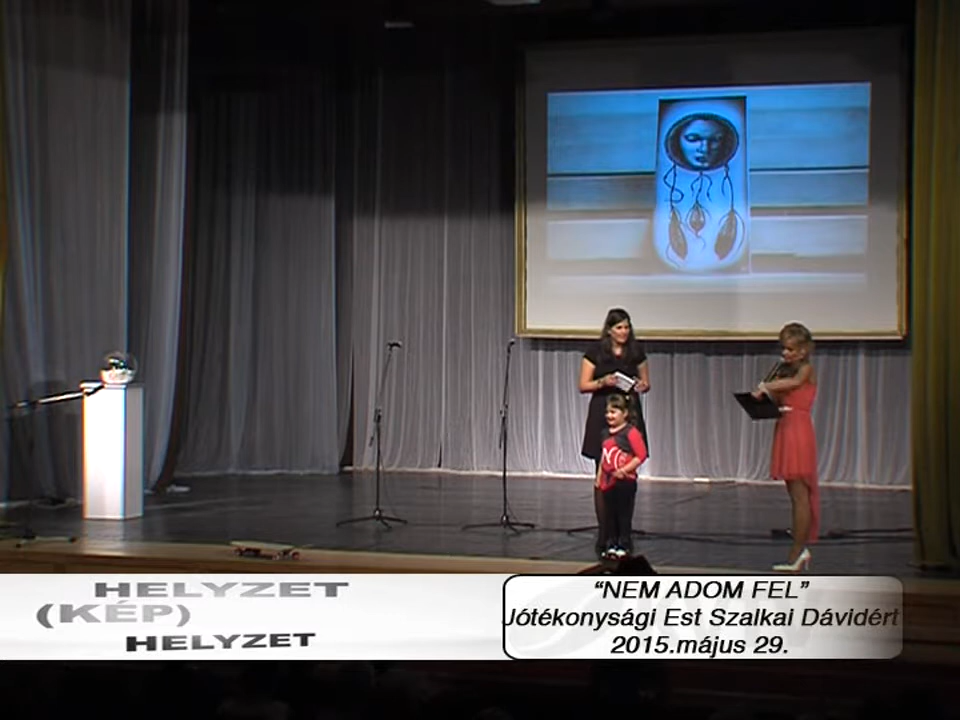 HELYZET
(KÉP)
HELYZET
“NEM ADOM FEL”
Jótékonysági Est Szalkai Dávidért
2015.május 29.